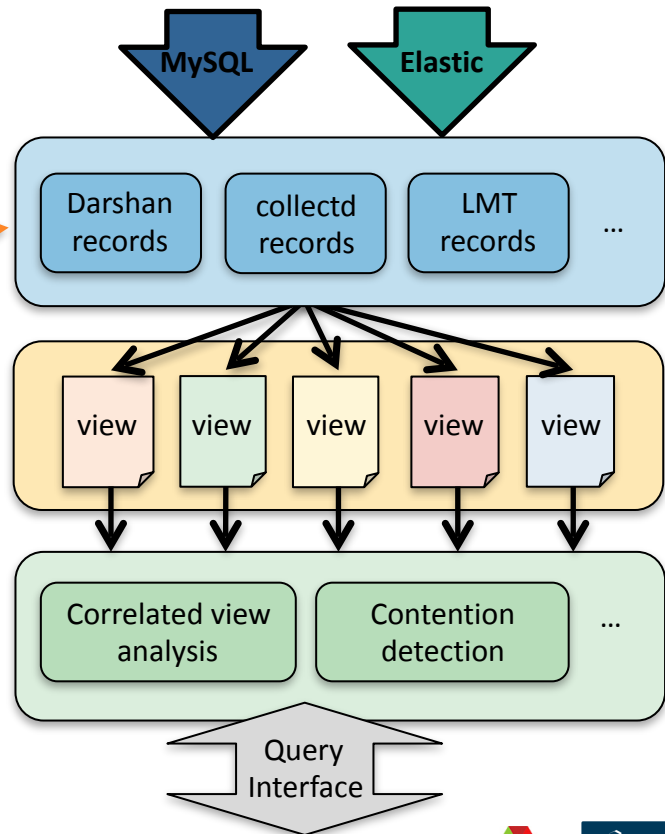 MySQL
Elastic
Darshan
records
collectd
records
LMT
records
...
view
view
view
view
view
Correlated view
analysis
Contention
detection
...
Query
Interface